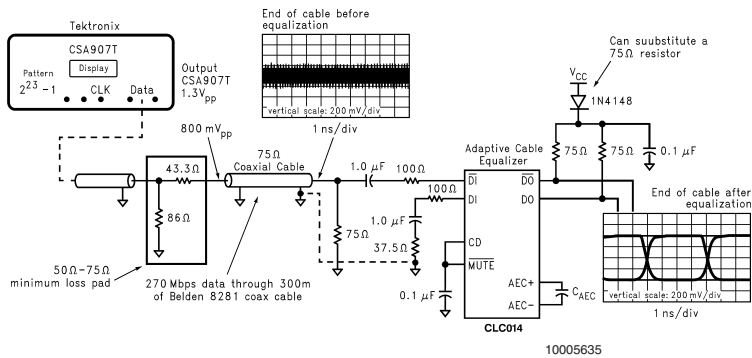 Tektronix
CSA907T
Display
Pattern
2²³ –1
CLK
Data
Output
CSA907T
1.3Vpp
End of cable before
equalization
vertical scale: 200 mV/div
1 ns/div
Can suubstitute a
75Ω resistor
VCC
1N4148
75Ω
75Ω
0.1 μF
800 mVpp
75Ω
Coaxial Cable
43.3Ω
86Ω
50Ω-75Ω
minimum loss pad
270 Mbps data through 300m
of Belden 8281 coax cable
1.0 μF
100Ω
100Ω
1.0 μF
75Ω
37.5Ω
0.1 μF
Adaptive Cable
Equalizer
D̅I̅
DI
CD
M̅U̅T̅E̅
D̅O̅
DO
AEC+
AEC-
CAEC
CLC014
End of cable after
equalization
vertical scale: 200 mV/div
1 ns/div
10005635